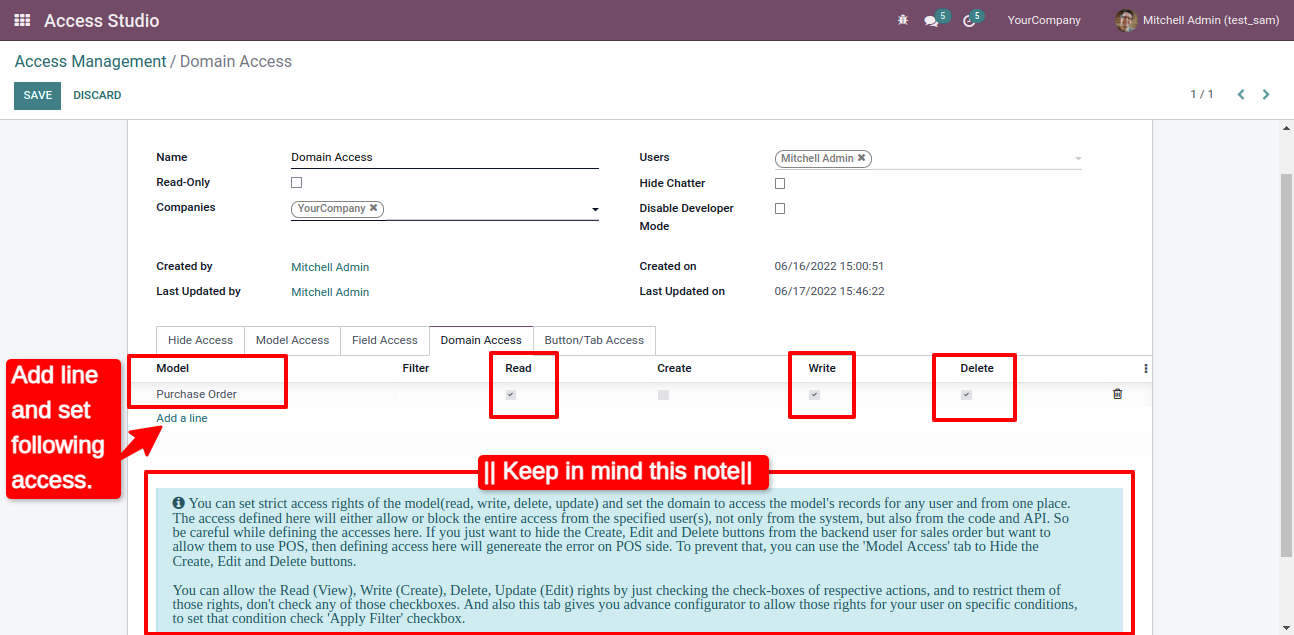 Access Studio
5
5
YourCompany
Mitchell Admin (test_sam)
Access Management / Domain Access
SAVE
DISCARD
1 / 1
Name
Domain Access
Users
Mitchell Admin ✖
Read-Only
Hide Chatter
Companies
YourCompany ✖
Disable Developer
Mode
Created by
Mitchell Admin
Created on
06/16/2022 15:00:51
Last Updated by
Mitchell Admin
Last Updated on
06/17/2022 15:46:22
Hide Access
Model Access
Field Access
Domain Access
Button/Tab Access
Model
Filter
Read
Create
Write
Delete
Purchase Order
Add a line
Add line
and set
following
access.
|| Keep in mind this note||
You can set strict access rights of the model(read, write, delete, update) and set the domain to access the model's records for any user and from one place.
The access defined here will either allow or block the entire access from the specified user(s), not only from the system, but also from the code and API. So
be careful while defining the accesses here. If you just want to hide the Create, Edit and Delete buttons from the backend user for sales order but want to
allow them to use POS, then defining access here will genereate the error on POS side. To prevent that, you can use the 'Model Access' tab to Hide the
Create, Edit and Delete buttons.
You can allow the Read (View), Write (Create), Delete, Update (Edit) rights by just checking the check-boxes of respective actions, and to restrict them of
those rights, don't check any of those checkboxes. And also this tab gives you advance configurator to allow those rights for your user on specific conditions,
to set that condition check 'Apply Filter' checkbox.